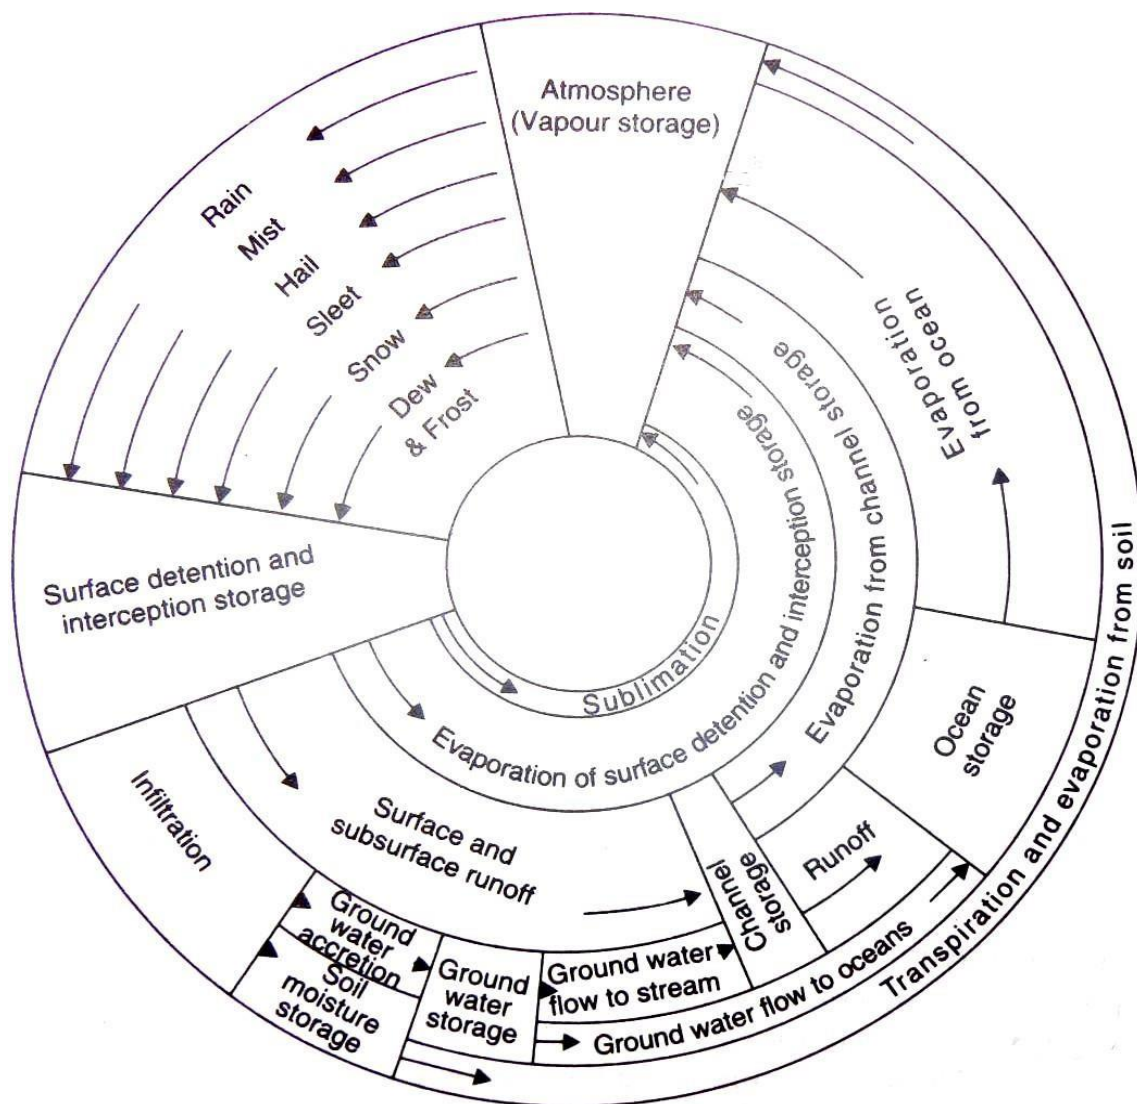 Atmosphere
(Vapour storage)
Rain
Mist
Hail
Sleet
Snow
Dew
& Frost
Surface detention and
interception storage
Infiltration
Surface and
subsurface runoff
Ground
water
accretion
Soil
moisture
storage
Ground
water
storage
Ground water
flow to stream
Ground water flow to oceans
Channel
storage
Runoff
Ocean
storage
Evaporation
from ocean
Evaporation from channel storage
Evaporation of surface detention and interception storage
Sublimation
Transpiration and evaporation from soil